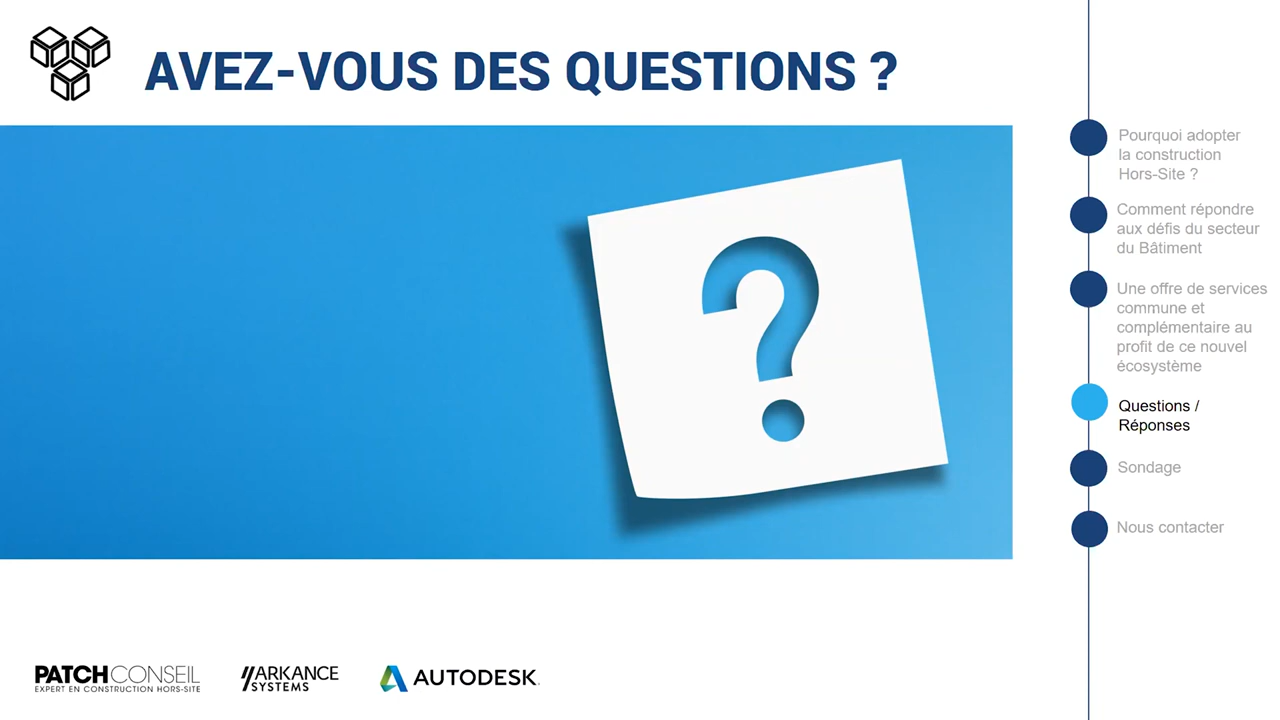 AVEZ-VOUS DES QUESTIONS ?
?
Pourquoi adopter
la construction
Hors-Site ?
Comment répondre
aux défis du secteur
du Bâtiment
Une offre de services
commune et
complémentaire au
profit de ce nouvel
écosystème
Questions /
Réponses
Sondage
Nous contacter
PATCHCONSEIL
EXPERT EN CONSTRUCTION HORS-SITE
ARKANCE
SYSTEMS
AUTODESK